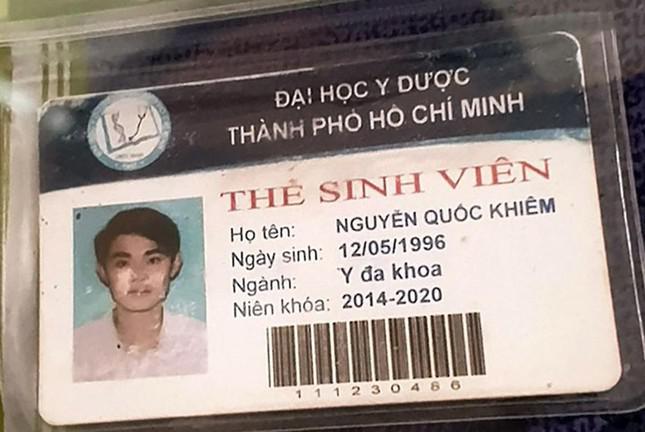 ĐẠI HỌC Y DƯỢC
THÀNH PHỐ HỒ CHÍ MINH
THẺ SINH VIÊN
Họ tên: NGUYỄN QUỐC KHIÊM
Ngày sinh: 12/05/1996
Ngành: Y đa khoa
Niên khóa: 2014-2020
111230486